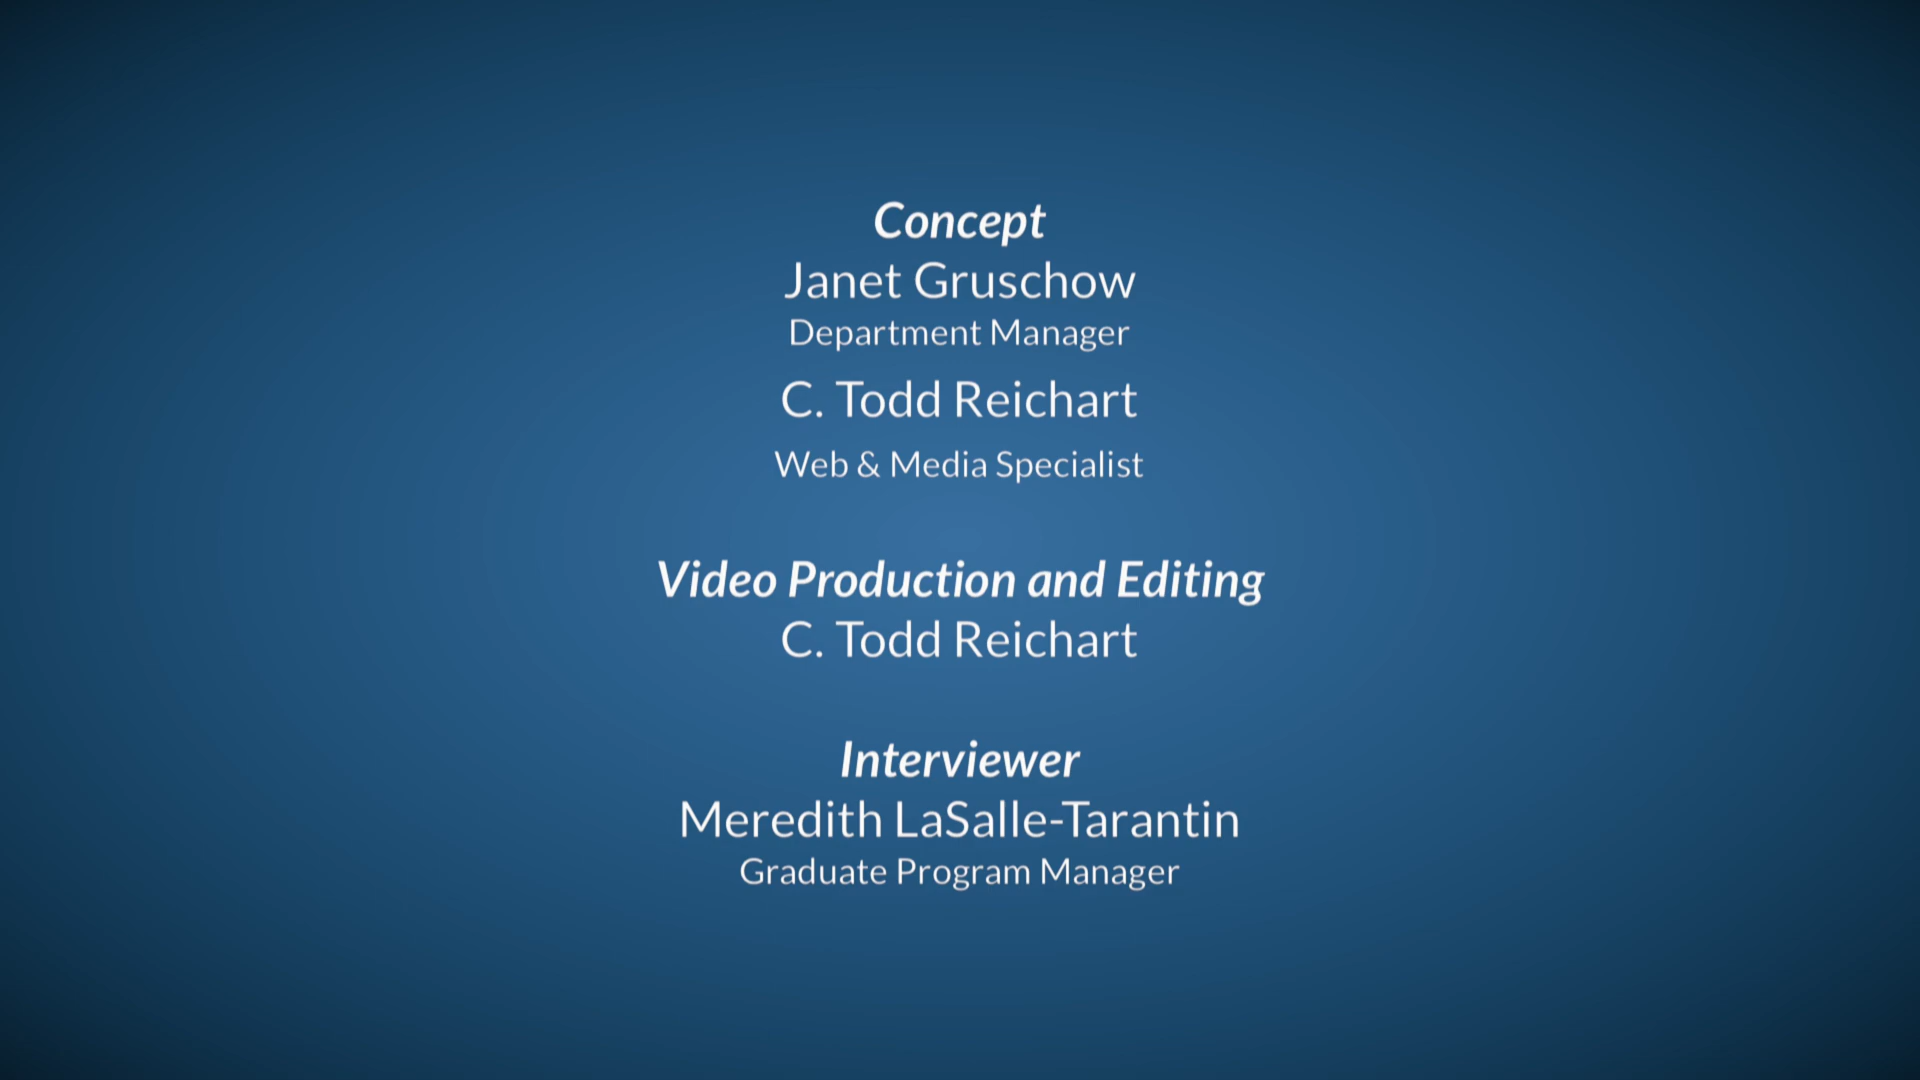 Concept
Janet Gruschow
Department Manager
C. Todd Reichart
Web & Media Specialist
Video Production and Editing
C. Todd Reichart
Interviewer
Meredith LaSalle-Tarantin
Graduate Program Manager